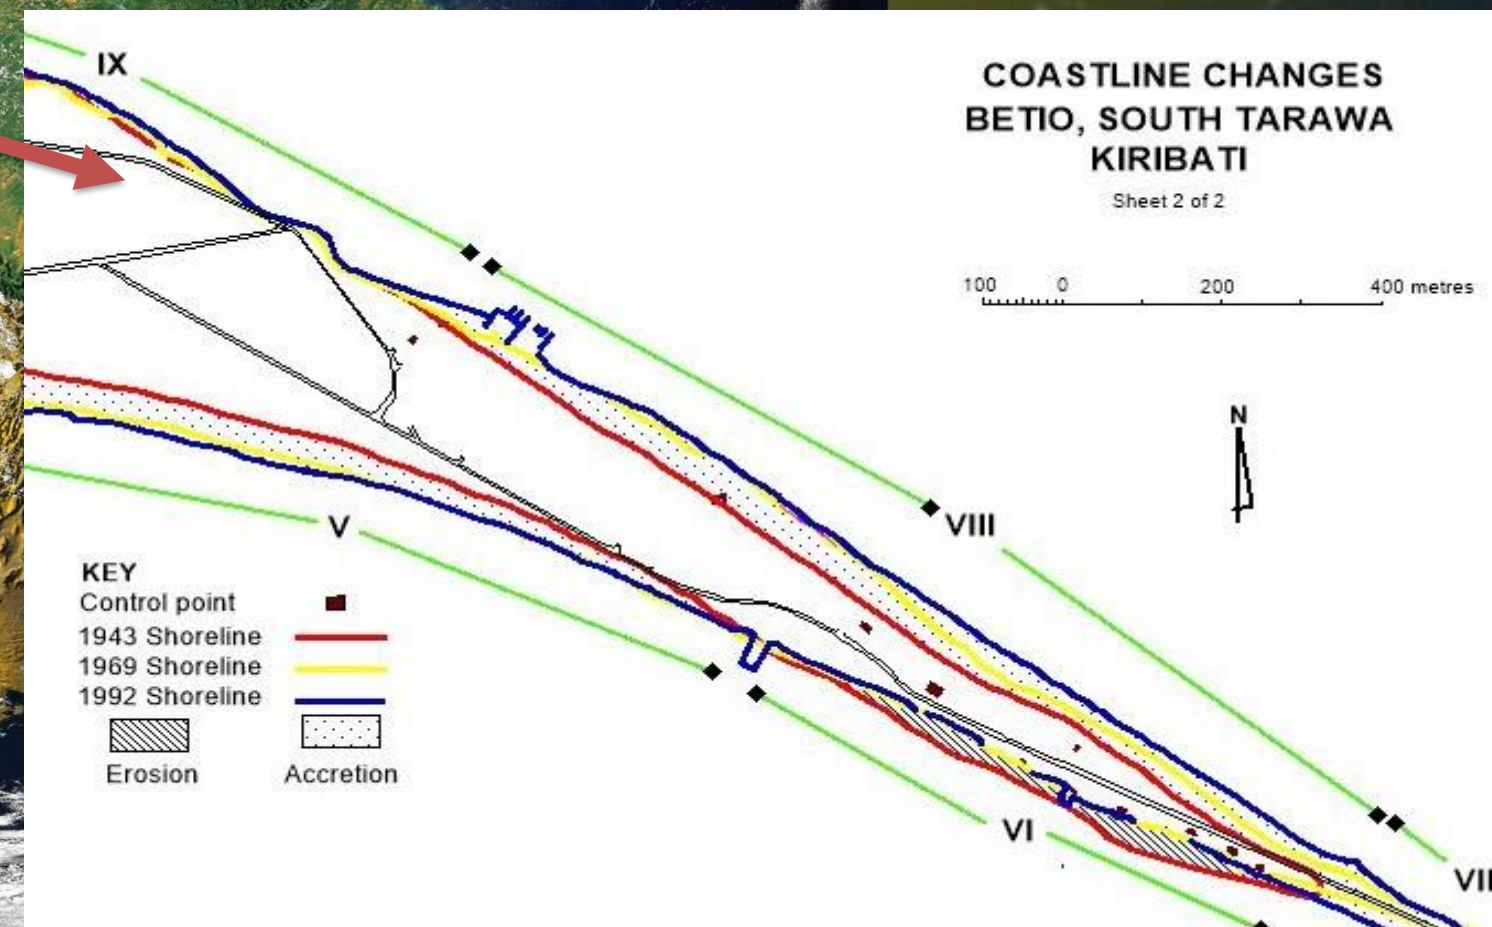 IX
COASTLINE CHANGES
BETIO, SOUTH TARAWA
KIRIBATI
Sheet 2 of 2
100 0 200 400 metres
N
VIII
V
KEY
Control point
1943 Shoreline
1969 Shoreline
1992 Shoreline
Erosion Accretion
VI
VII